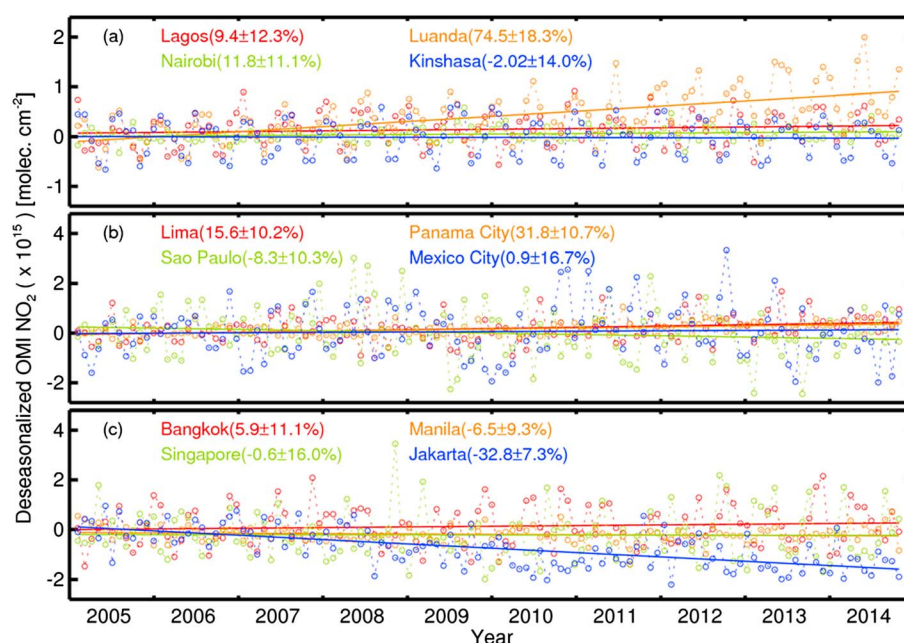 Deseasonalized OMI NO2 ( x 10^15 ) [molec. cm^-2]
(a) Lagos(9.4±12.3%) Luanda(74.5±18.3%)
Nairobi(11.8±11.1%) Kinshasa(-2.02±14.0%)
2
1
0
-1
(b) Lima(15.6±10.2%) Panama City(31.8±10.7%)
Sao Paulo(-8.3±10.3%) Mexico City(0.9±16.7%)
4
2
0
-2
(c) Bangkok(5.9±11.1%) Manila(-6.5±9.3%)
Singapore(-0.6±16.0%) Jakarta(-32.8±7.3%)
4
2
0
-2
2005 2006 2007 2008 2009 2010 2011 2012 2013 2014
Year